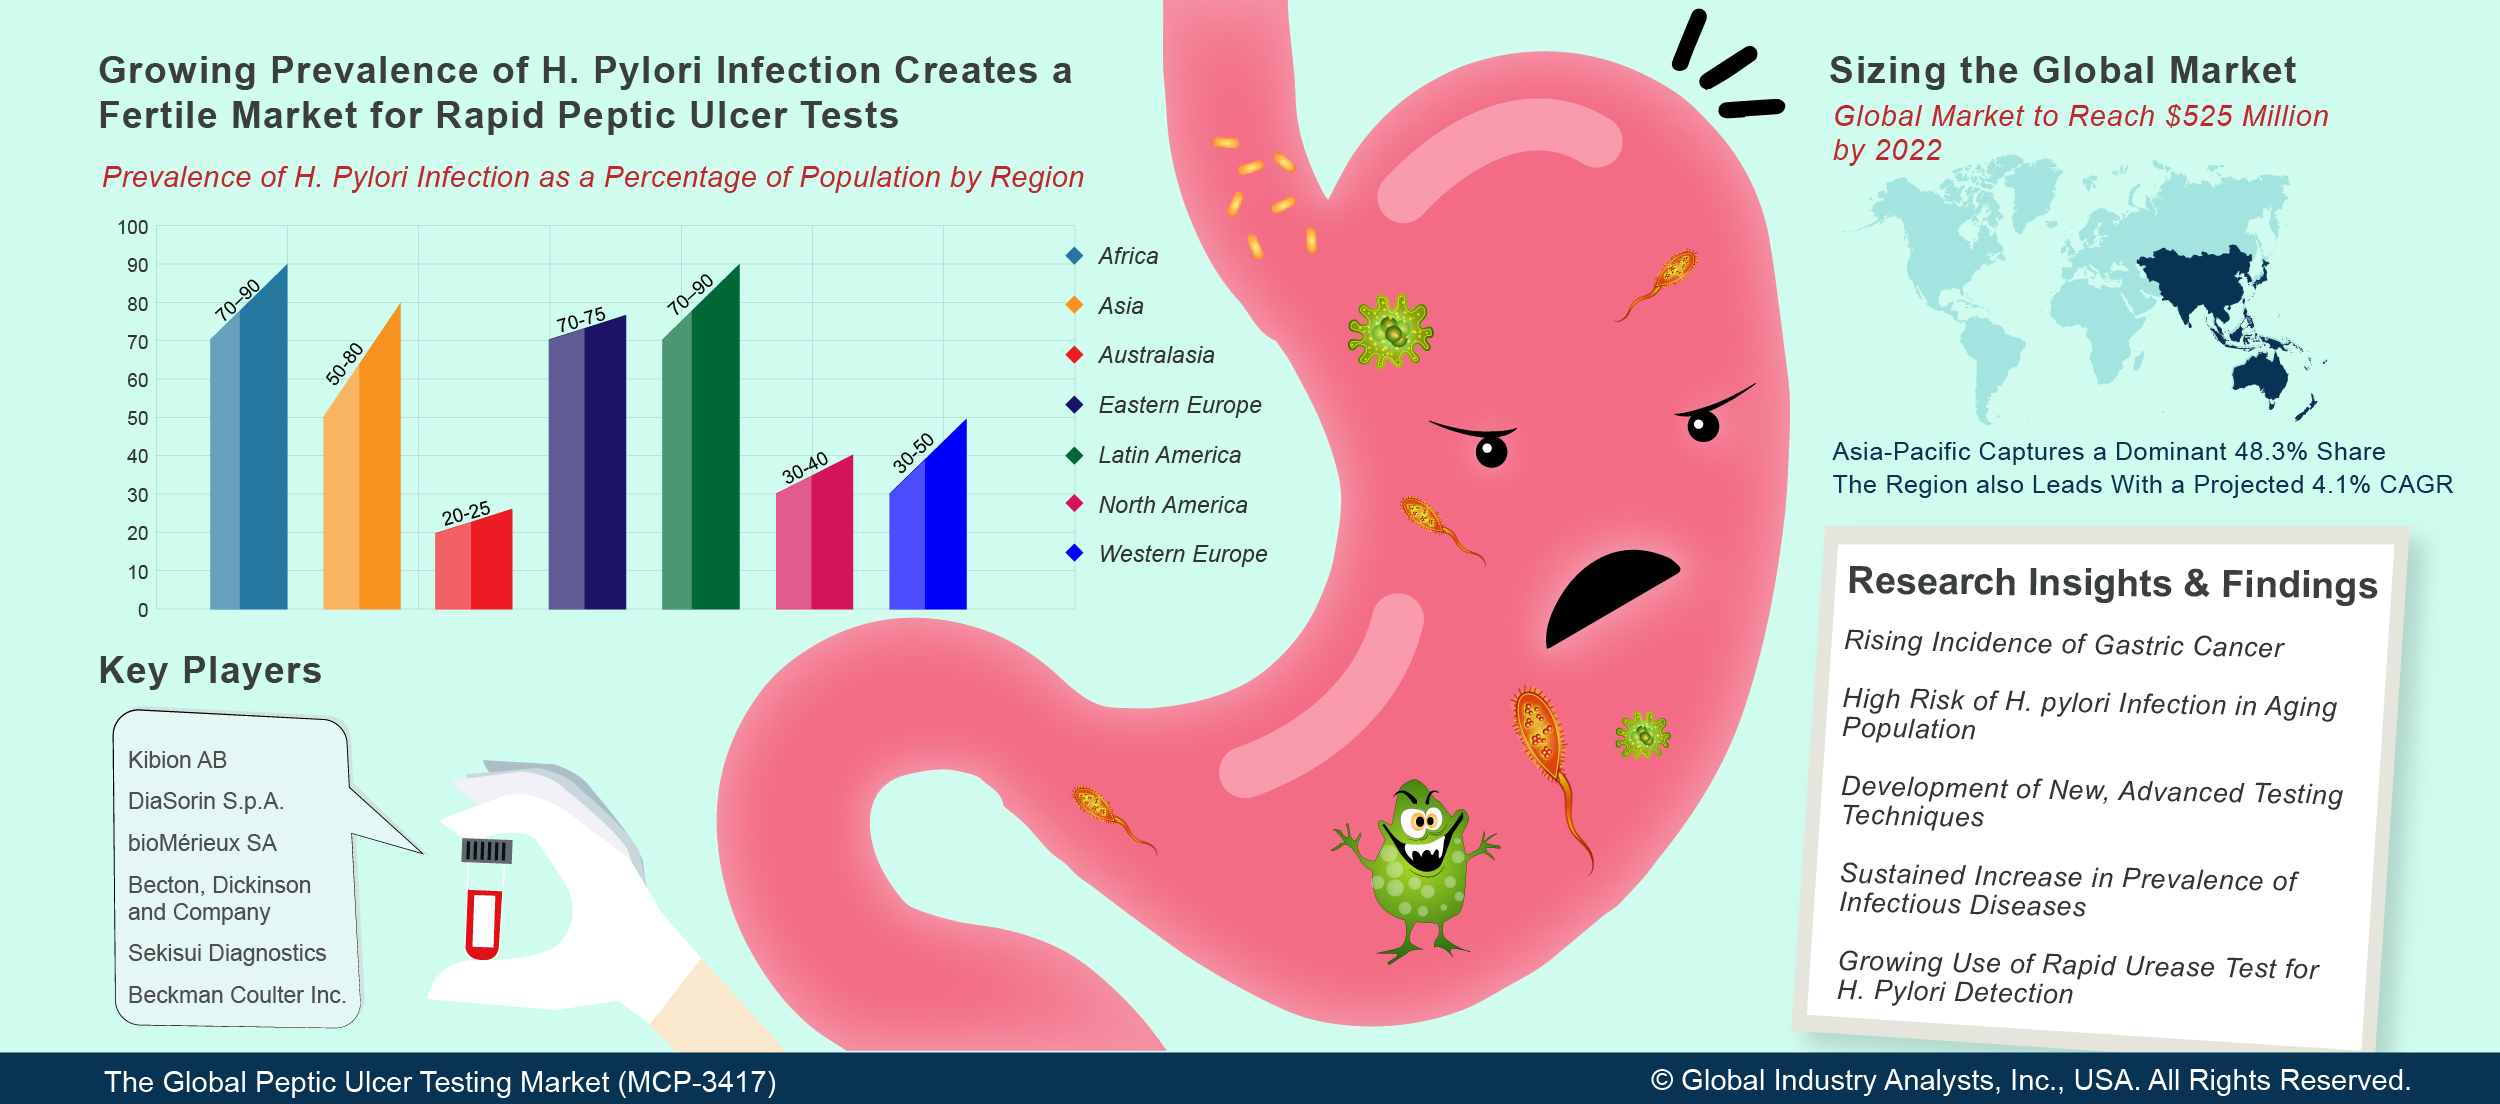 Growing Prevalence of H. Pylori Infection Creates a
Fertile Market for Rapid Peptic Ulcer Tests
Prevalence of H. Pylori Infection as a Percentage of Population by Region
100
90
80
70
60
50
40
30
20
10
0
70–90
50-80
20-25
70-75
70–90
30-40
30-50
Africa
Asia
Australasia
Eastern Europe
Latin America
North America
Western Europe
Key Players
Kibion AB
DiaSorin S.p.A.
bioMérieux SA
Becton, Dickinson
and Company
Sekisui Diagnostics
Beckman Coulter Inc.
Sizing the Global Market
Global Market to Reach $525 Million
by 2022
Asia-Pacific Captures a Dominant 48.3% Share
The Region also Leads With a Projected 4.1% CAGR
Research Insights & Findings
Rising Incidence of Gastric Cancer
High Risk of H. pylori Infection in Aging
Population
Development of New, Advanced Testing
Techniques
Sustained Increase in Prevalence of
Infectious Diseases
Growing Use of Rapid Urease Test for
H. Pylori Detection
The Global Peptic Ulcer Testing Market (MCP-3417)
© Global Industry Analysts, Inc., USA. All Rights Reserved.